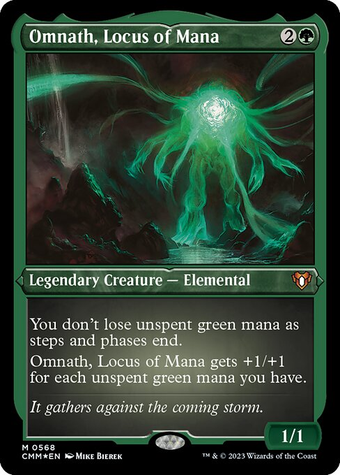 Omnath, Locus of Mana 2
Legendary Creature — Elemental
You don't lose unspent green mana as
steps and phases end.
Omnath, Locus of Mana gets +1/+1
for each unspent green mana you have.
It gathers against the coming storm.
1/1
M 0568
CMM★EN MIKE BIEREK
™ & © 2023 Wizards of the Coast